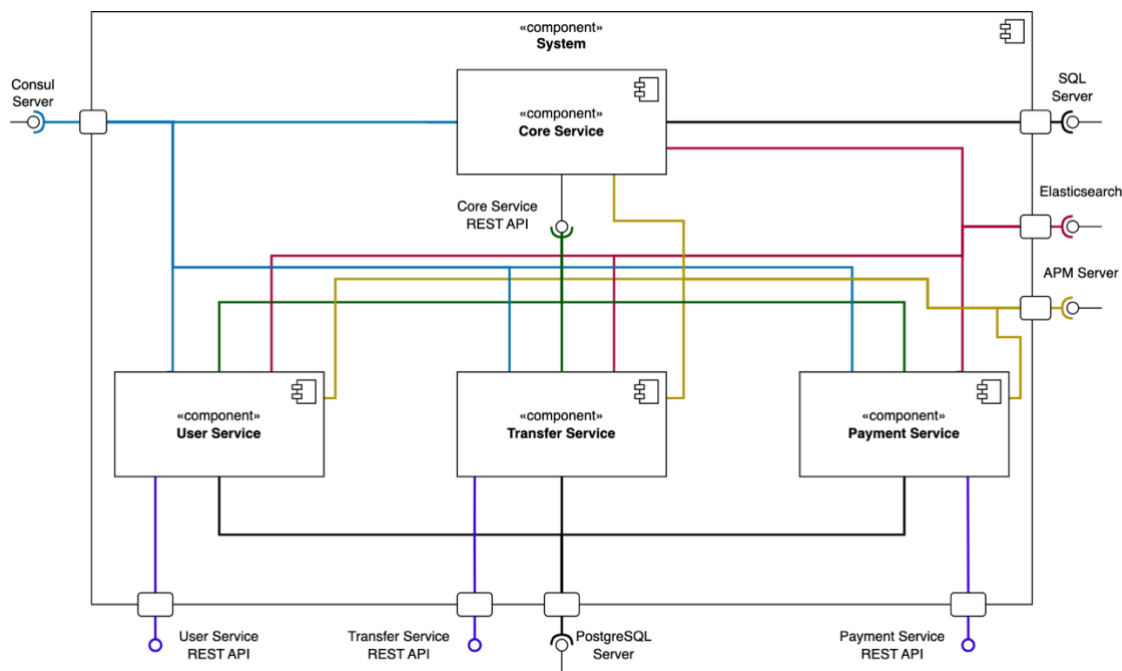 «component»
System
Consul
Server
SQL
Server
«component»
Core Service
Elasticsearch
Core Service
REST API
APM Server
«component»
User Service
«component»
Transfer Service
«component»
Payment Service
User Service
REST API
Transfer Service
REST API
PostgreSQL
Server
Payment Service
REST API